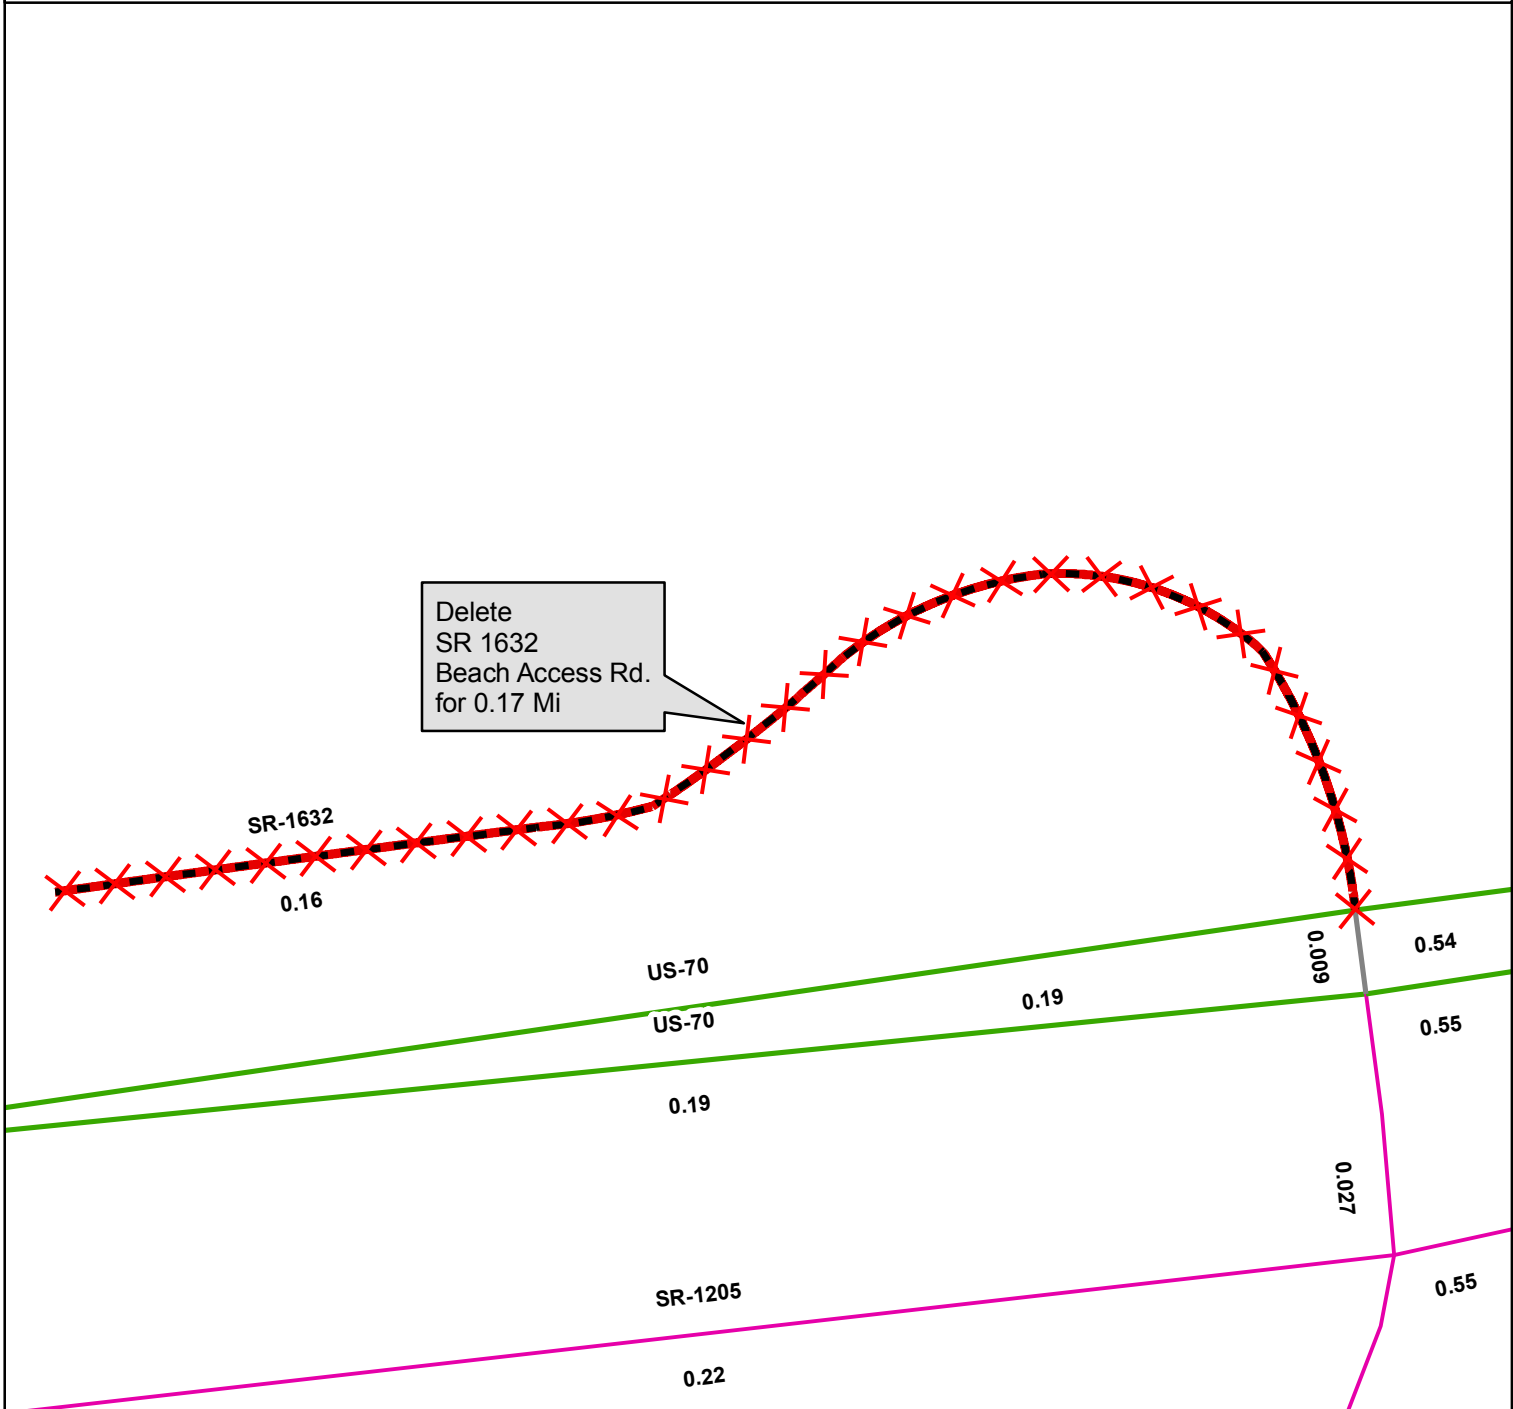 Delete
SR 1632
Beach Access Rd.
for 0.17 Mi
SR-1632
0.16
US-70
0.009
0.54
0.19
US-70
0.55
0.19
0.027
SR-1205
0.55
0.22